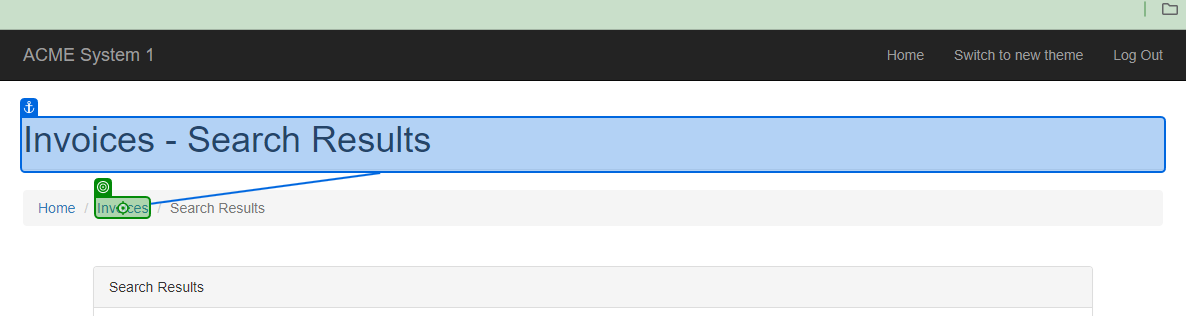 ACME System 1 Home Switch to new theme Log Out
Invoices - Search Results
Home / Invoices / Search Results
Search Results